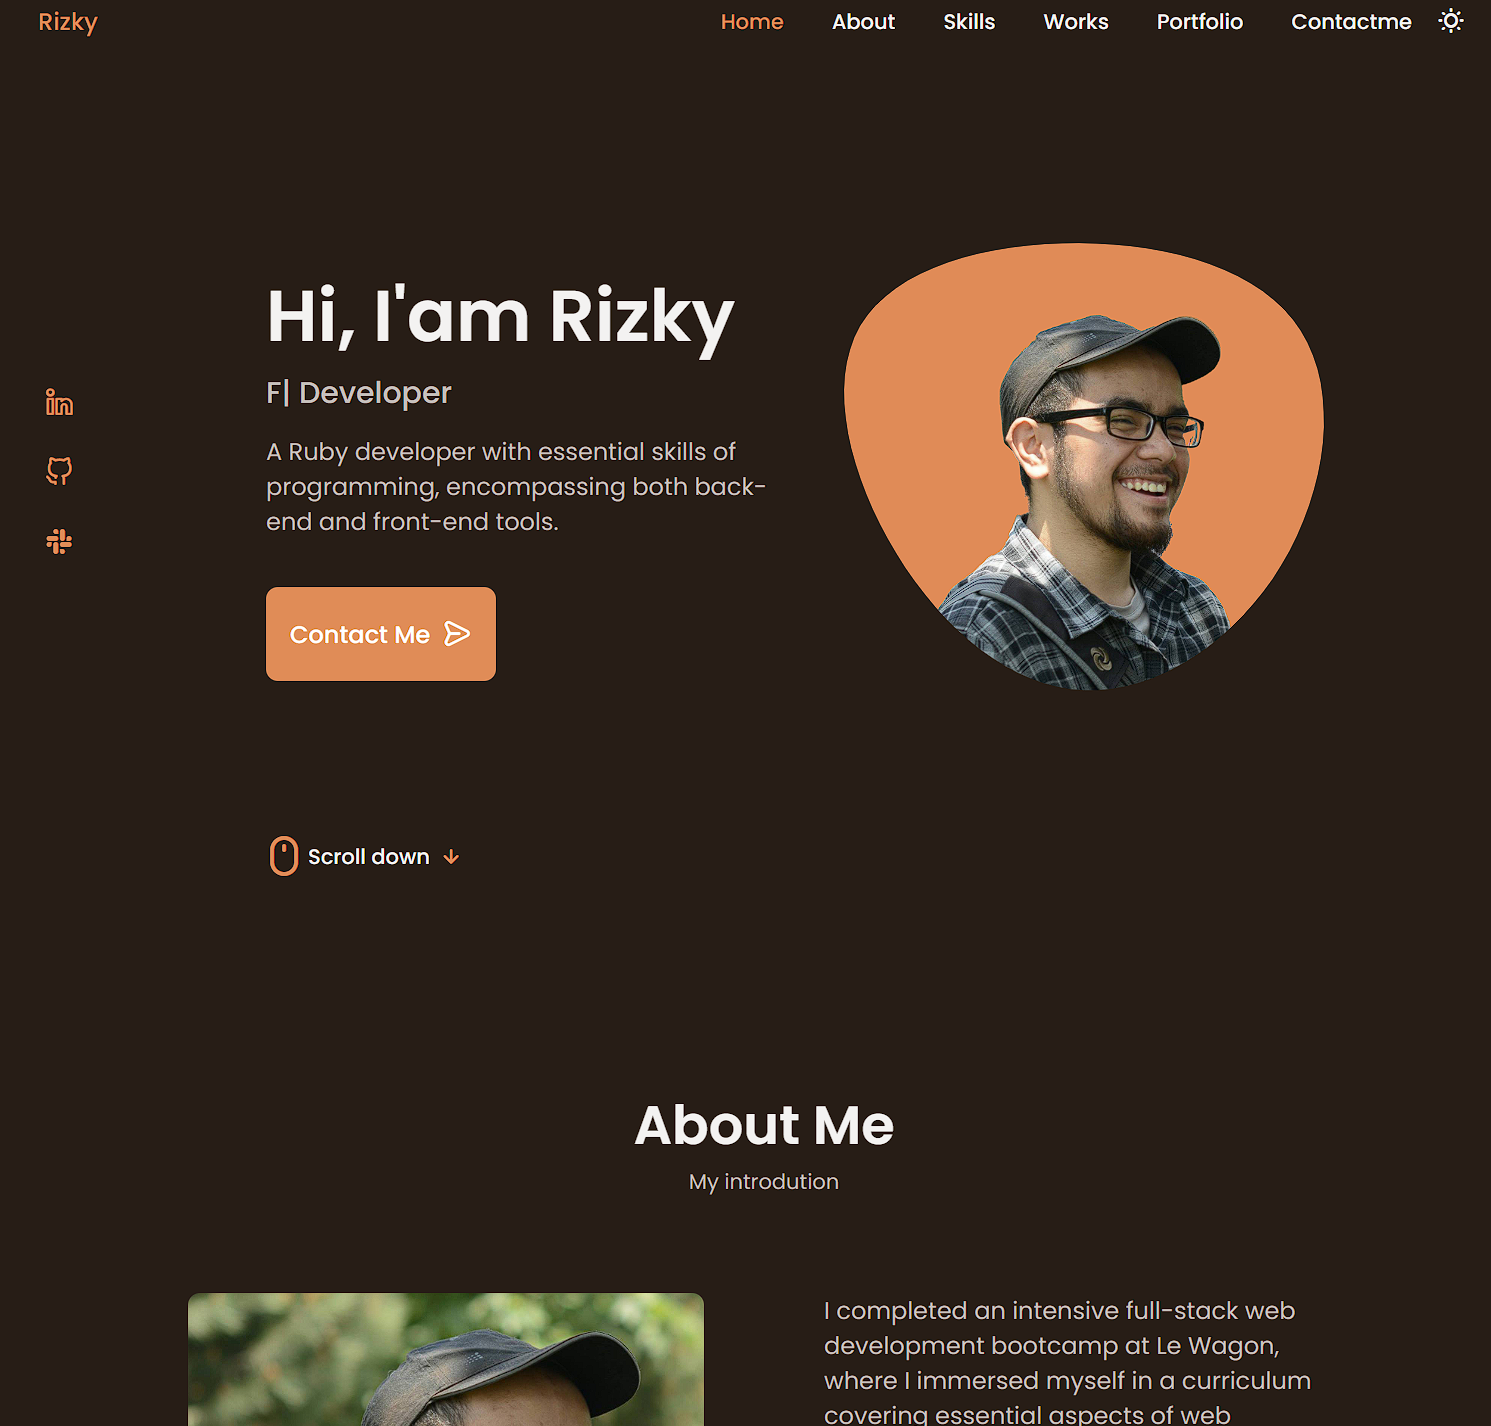 Rizky
Home About Skills Works Portfolio Contactme
Hi, I'am Rizky
F| Developer
A Ruby developer with essential skills of
programming, encompassing both back-
end and front-end tools.
Contact Me
Scroll down
About Me
My introdution
I completed an intensive full-stack web
development bootcamp at Le Wagon,
where I immersed myself in a curriculum
covering essential aspects of web